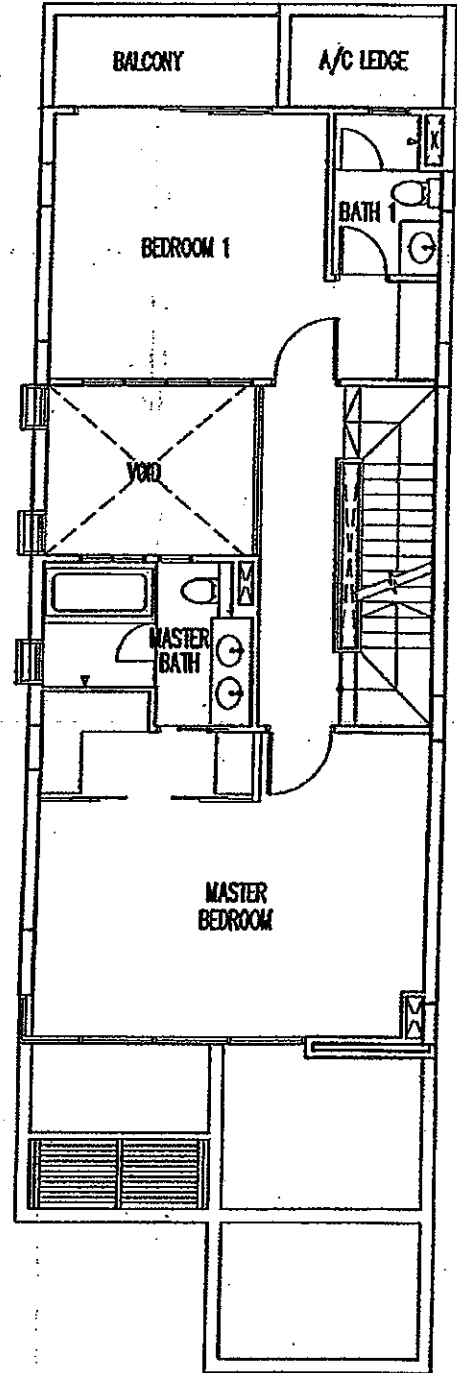 BALCONY
A/C LEDGE
BATH 1
BEDROOM 1
VOID
MASTER
BATH
MASTER
BEDROOM